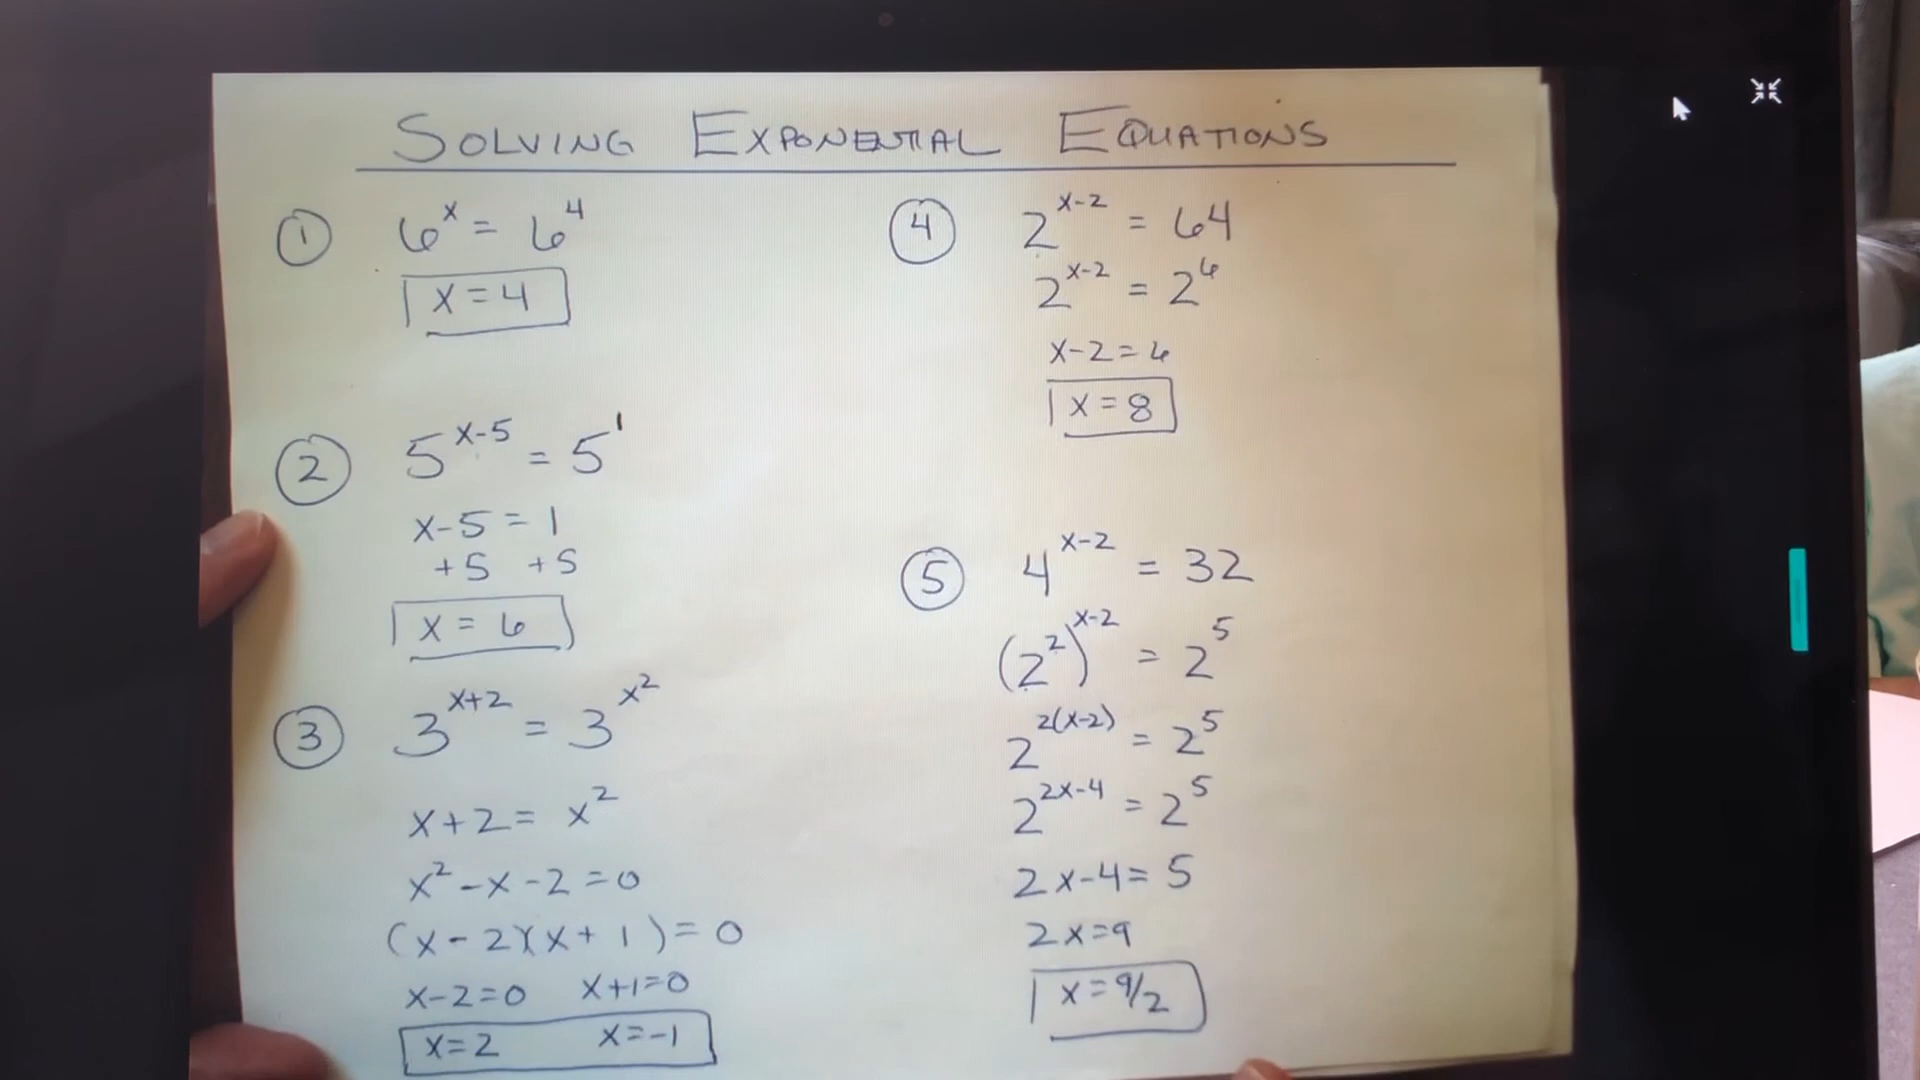 SOLVING EXPONENTIAL EQUATIONS
① 6^x = 6^4
x = 4
② 5^(x-5) = 5^1
x-5 = 1
+5 +5
x = 6
③ 3^(x+2) = 3^(x^2)
x+2 = x^2
x^2 - x - 2 = 0
(x - 2)(x + 1) = 0
x-2=0 x+1=0
x=2 x=-1
④ 2^(x-2) = 64
2^(x-2) = 2^6
x-2 = 6
x = 8
⑤ 4^(x-2) = 32
(2^2)^(x-2) = 2^5
2^(2(x-2)) = 2^5
2^(2x-4) = 2^5
2x-4 = 5
2x=9
x = 9/2